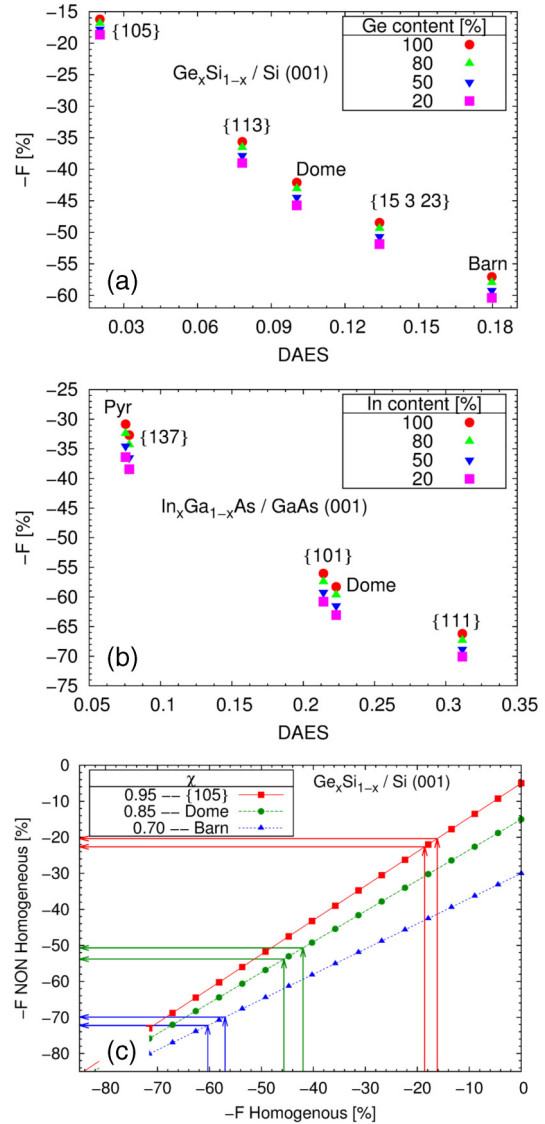 −15
−20
−25
−30
−35
−40
−45
−50
−55
−60
−F [%]
{105}
Ge content [%]
100
80
50
20
GexSi1−x / Si (001)
{113}
Dome
{15 3 23}
Barn
(a)
0.03 0.06 0.09 0.12 0.15 0.18
DAES
−25
−30
−35
−40
−45
−50
−55
−60
−65
−70
−75
−F [%]
Pyr
{137}
In content [%]
100
80
50
20
InxGa1−xAs / GaAs (001)
{101}
Dome
{111}
(b)
0.05 0.1 0.15 0.2 0.25 0.3 0.35
DAES
0
−10
−20
−30
−40
−50
−60
−70
−80
−F NON Homogeneous [%]
χ
0.95 −− {105}
0.85 −− Dome
0.70 −− Barn
GexSi1−x / Si (001)
(c)
−80 −70 −60 −50 −40 −30 −20 −10 0
−F Homogenous [%]